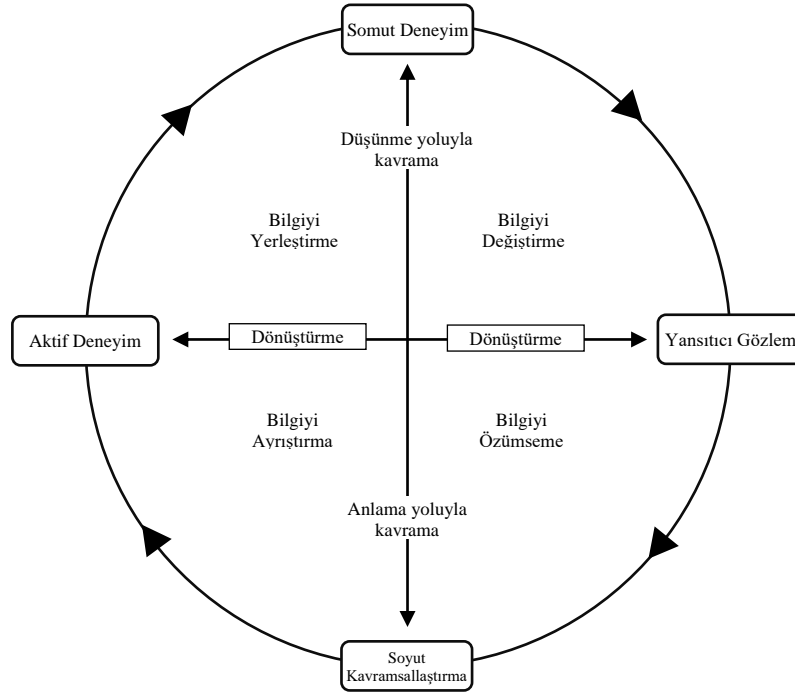 Somut Deneyim
Düşünme yoluyla
kavrama
Bilgiyi
Yerleştirme
Bilgiyi
Değiştirme
Aktif Deneyim
Dönüştürme
Dönüştürme
Yansıtıcı Gözlem
Bilgiyi
Ayrıştırma
Bilgiyi
Özümseme
Anlama yoluyla
kavrama
Soyut
Kavramsallaştırma